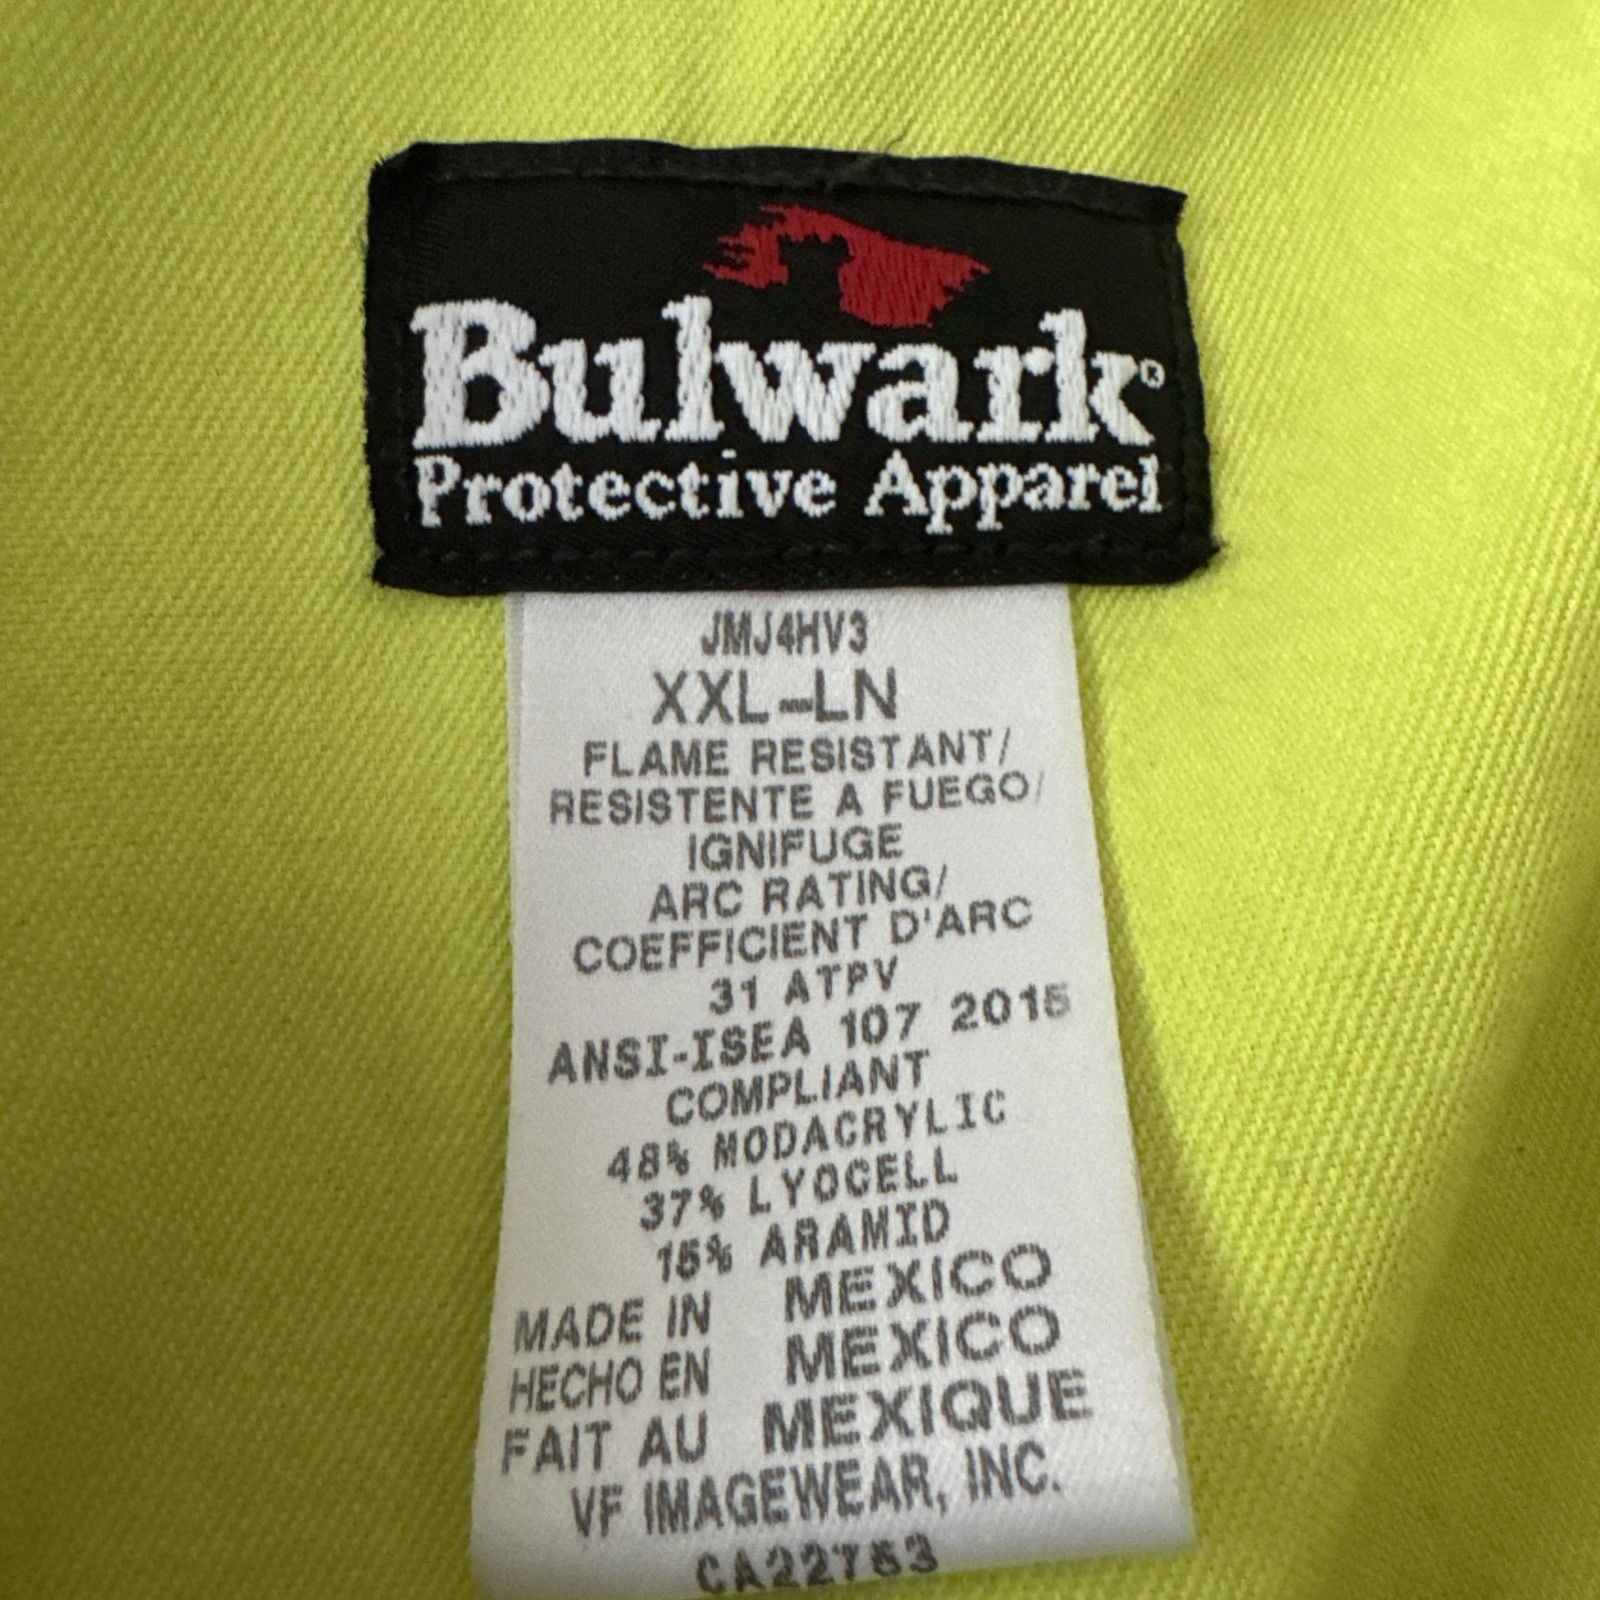 Bulwark®
Protective Apparel
JMJ4HV3
XXL-LN
FLAME RESISTANT/
RESISTENTE A FUEGO/
IGNIFUGE
ARC RATING/
COEFFICIENT D'ARC
31 ATPV
ANSI-ISEA 107 2015
COMPLIANT
48% MODACRYLIC
37% LYOCELL
15% ARAMID
MADE IN MEXICO
HECHO EN MEXICO
FAIT AU MEXIQUE
VF IMAGEWEAR, INC.
CA22753